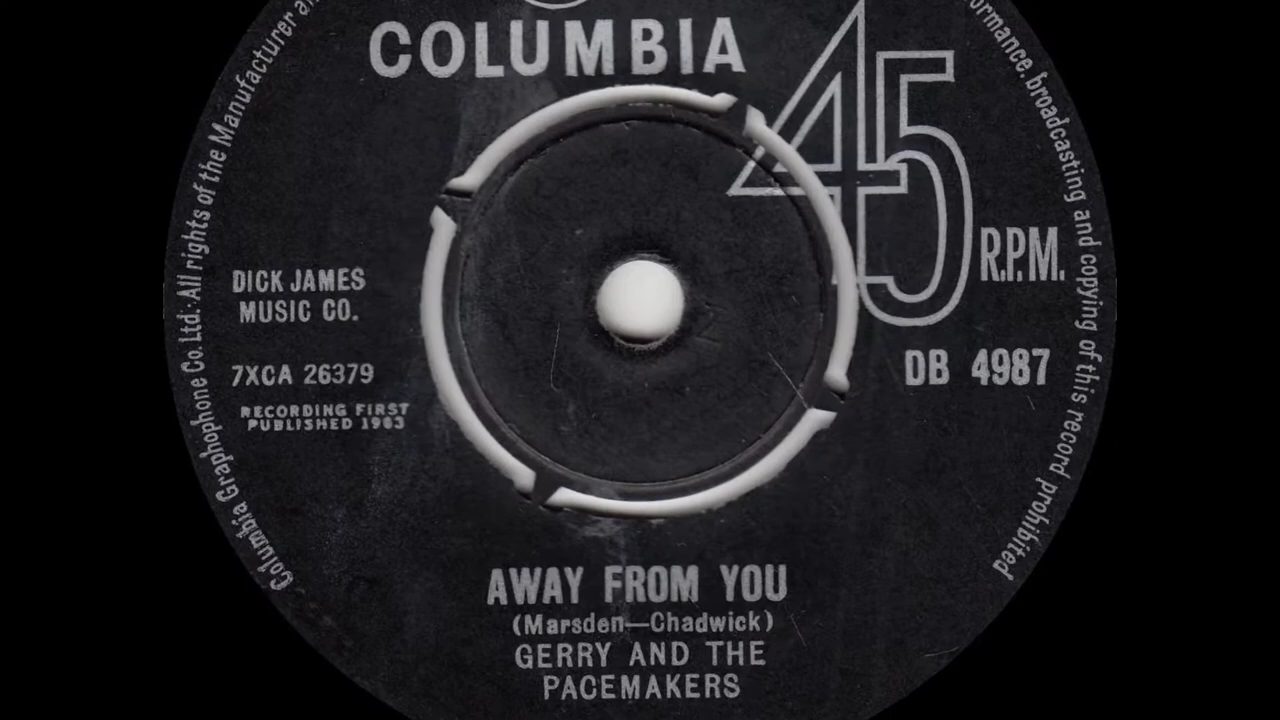 COLUMBIA
45
R.P.M.
DICK JAMES
MUSIC CO.
7XCA 26379
RECORDING FIRST
PUBLISHED 1963
DB 4987
AWAY FROM YOU
(Marsden—Chadwick)
GERRY AND THE
PACEMAKERS
Columbia Graphophone Co. Ltd. All rights of the Manufacturer
broadcasting and copying of this record prohibited